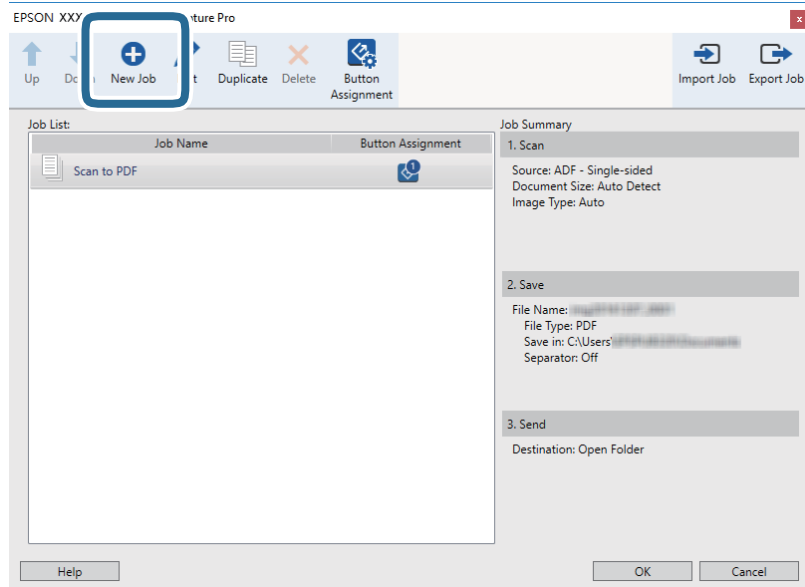 EPSON XXX ture Pro
x
Up
New Job
Duplicate
Delete
Button
Assignment
Import Job
Export Job
Job List:
Job Name
Button Assignment
Scan to PDF
1
Job Summary
1. Scan
Source: ADF - Single-sided
Document Size: Auto Detect
Image Type: Auto
2. Save
File Name:
File Type: PDF
Save in: C:\Users\
Separator: Off
3. Send
Destination: Open Folder
Help
OK
Cancel